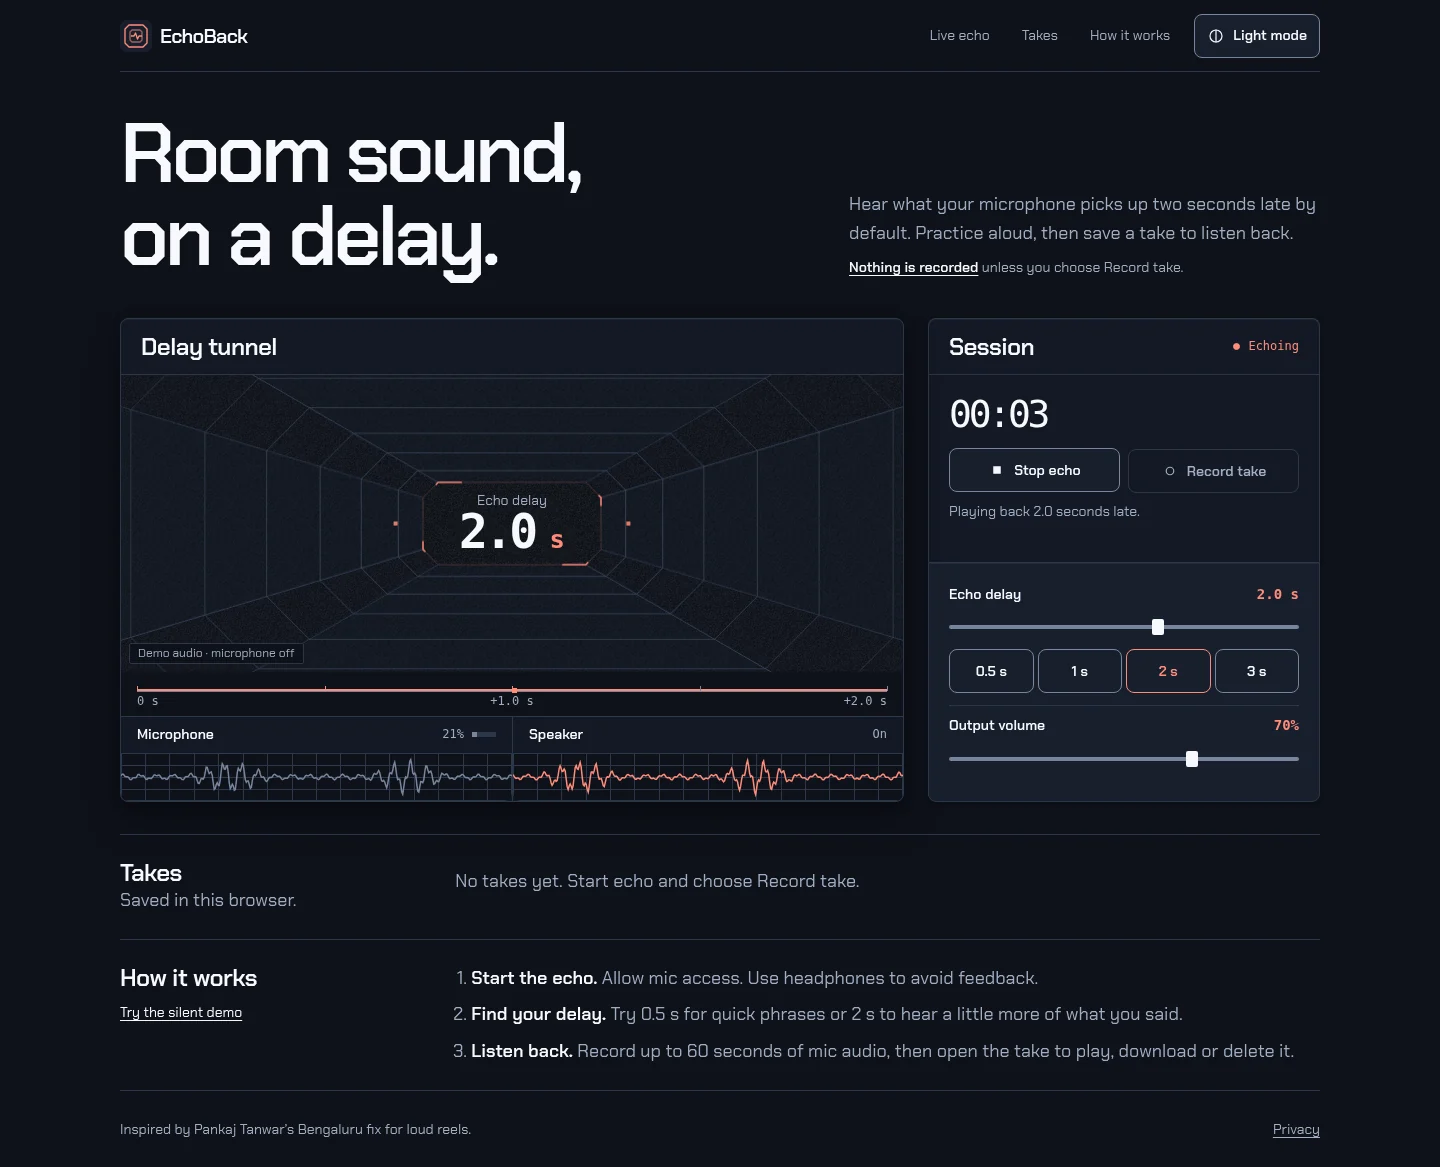 EchoBack
Live echo
Takes
How it works
Light mode
Room sound,
on a delay.
Hear what your microphone picks up two seconds late by
default. Practice aloud, then save a take to listen back.
Nothing is recorded unless you choose Record take.
Delay tunnel
Echo delay
2.0 s
Demo audio · microphone off
0 s
+1.0 s
+2.0 s
Microphone
21%
Speaker
On
Session
Echoing
00:03
Stop echo
Record take
Playing back 2.0 seconds late.
Echo delay
2.0 s
0.5 s
1 s
2 s
3 s
Output volume
70%
Takes
Saved in this browser.
No takes yet. Start echo and choose Record take.
How it works
Try the silent demo
1. Start the echo. Allow mic access. Use headphones to avoid feedback.
2. Find your delay. Try 0.5 s for quick phrases or 2 s to hear a little more of what you said.
3. Listen back. Record up to 60 seconds of mic audio, then open the take to play, download or delete it.
Inspired by Pankaj Tanwar's Bengaluru fix for loud reels.
Privacy